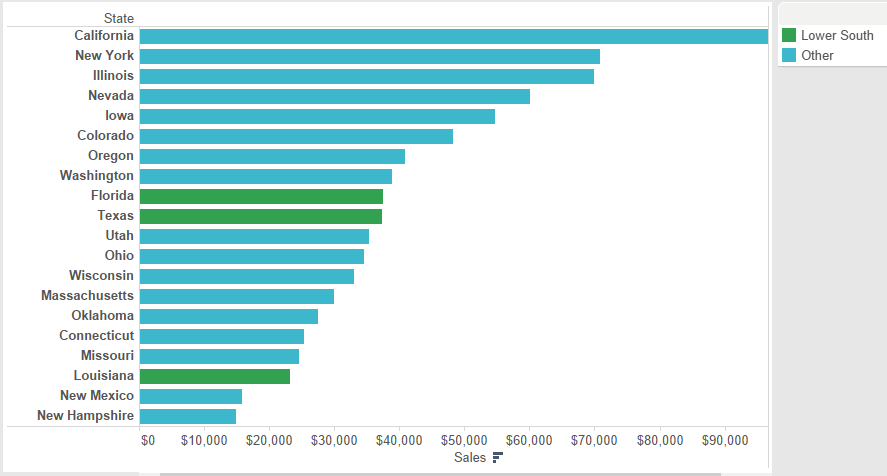 State
California
New York
Illinois
Nevada
Iowa
Colorado
Oregon
Washington
Florida
Texas
Utah
Ohio
Wisconsin
Massachusetts
Oklahoma
Connecticut
Missouri
Louisiana
New Mexico
New Hampshire
$0 $10,000 $20,000 $30,000 $40,000 $50,000 $60,000 $70,000 $80,000 $90,000
Sales
Lower South
Other